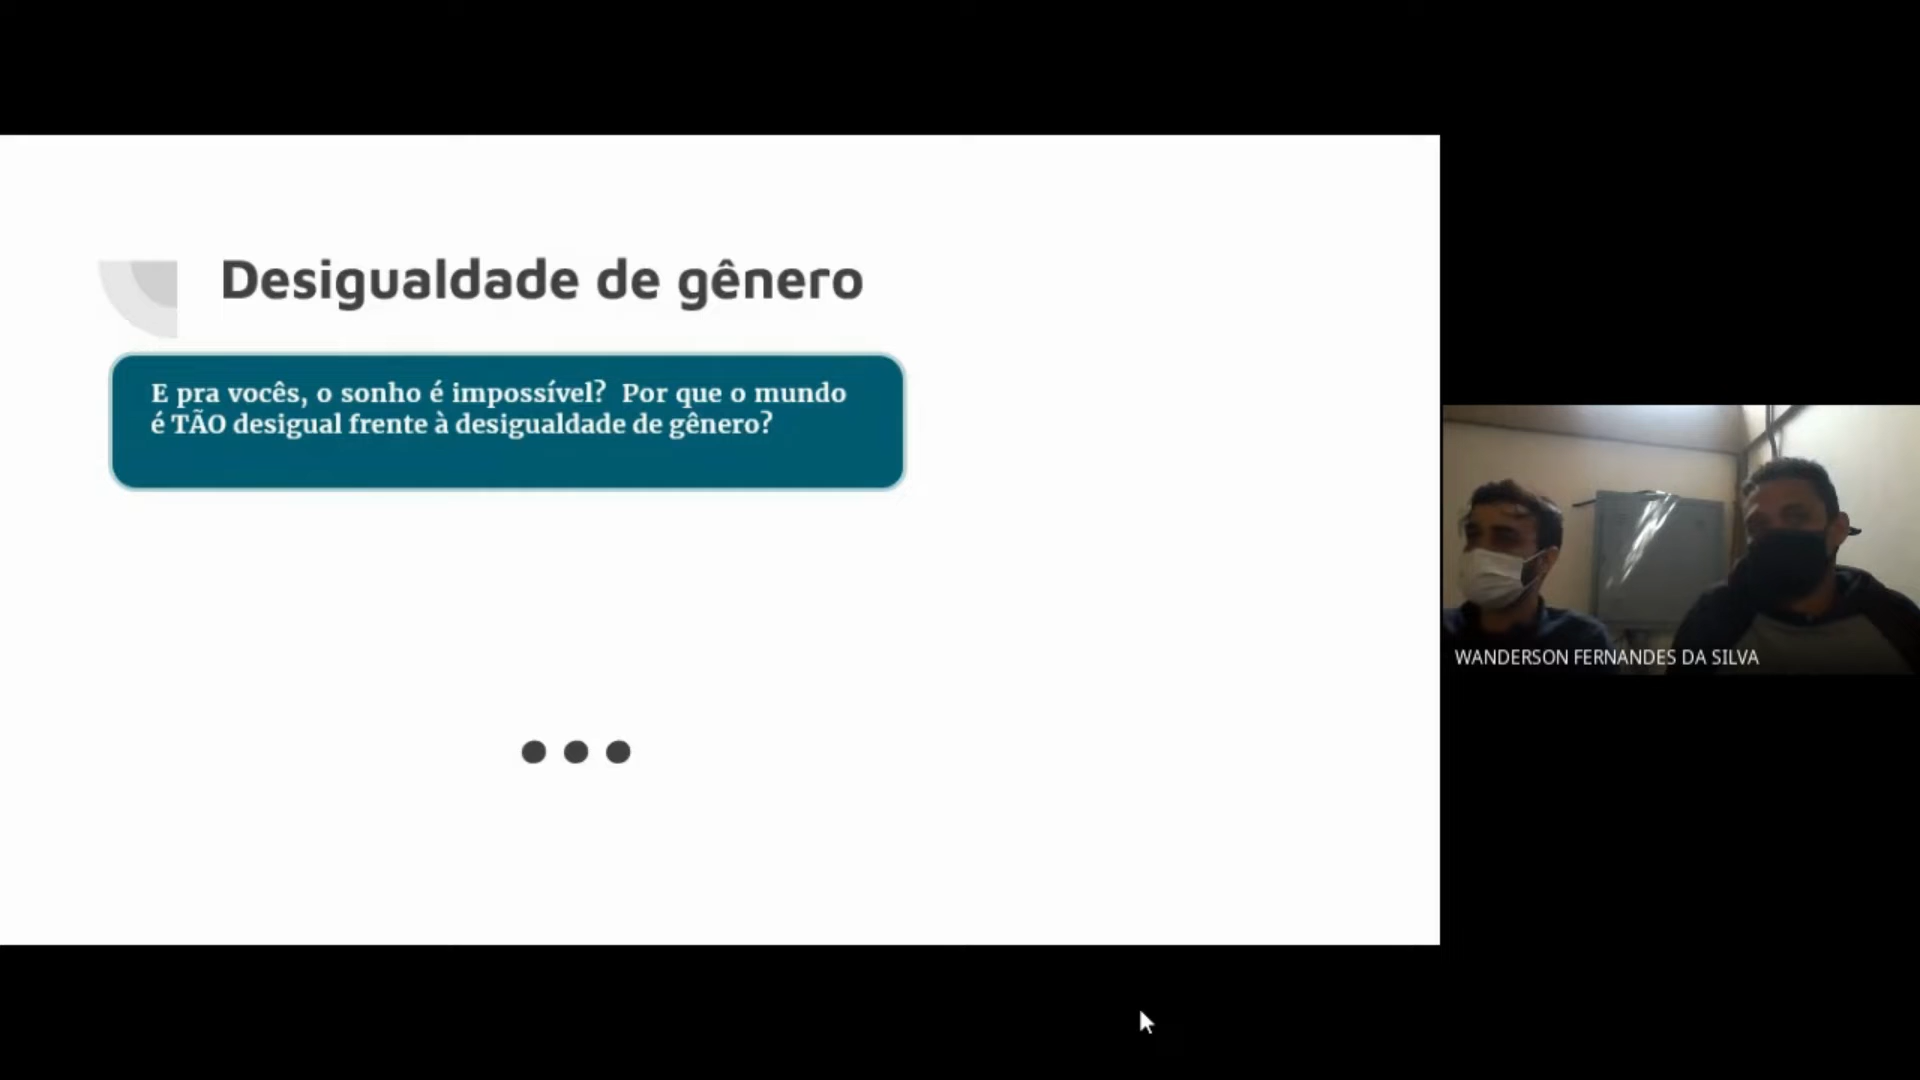 Desigualdade de gênero
E pra vocês, o sonho é impossível? Por que o mundo
é TÃO desigual frente à desigualdade de gênero?
WANDERSON FERNANDES DA SILVA